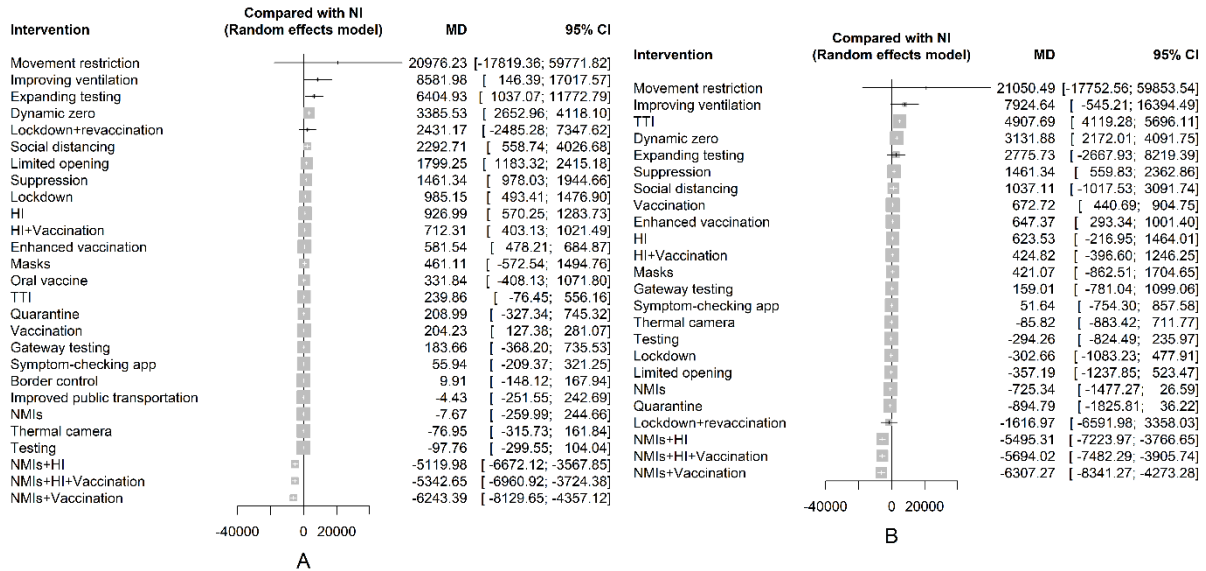 Compared with NI
Intervention (Random effects model) MD 95% CI
Movement restriction 20976.23 [-17819.36; 59771.82]
Improving ventilation 8581.98 [ 146.39; 17017.57]
Expanding testing 6404.93 [ 1037.07; 11772.79]
Dynamic zero 3385.53 [ 2652.96; 4118.10]
Lockdown+revaccination 2431.17 [ -2485.28; 7347.62]
Social distancing 2292.71 [ 558.74; 4026.68]
Limited opening 1799.25 [ 1183.32; 2415.18]
Suppression 1461.34 [ 978.03; 1944.66]
Lockdown 985.15 [ 493.41; 1476.90]
HI 926.99 [ 570.25; 1283.73]
HI+Vaccination 712.31 [ 403.13; 1021.49]
Enhanced vaccination 581.54 [ 478.21; 684.87]
Masks 461.11 [ -572.54; 1494.76]
Oral vaccine 331.84 [ -408.13; 1071.80]
TTI 239.86 [ -76.45; 556.16]
Quarantine 208.99 [ -327.34; 745.32]
Vaccination 204.23 [ 127.38; 281.07]
Gateway testing 183.66 [ -368.20; 735.53]
Symptom-checking app 55.94 [ -209.37; 321.25]
Border control 9.91 [ -148.12; 167.94]
Improved public transportation -4.43 [ -251.55; 242.69]
NMIs -7.67 [ -259.99; 244.66]
Thermal camera -76.95 [ -315.73; 161.84]
Testing -97.76 [ -299.55; 104.04]
NMIs+HI -5119.98 [ -6672.12; -3567.85]
NMIs+HI+Vaccination -5342.65 [ -6960.92; -3724.38]
NMIs+Vaccination -6243.39 [ -8129.65; -4357.12]
-40000 0 20000
A
Compared with NI
Intervention (Random effects model) MD 95% CI
Movement restriction 21050.49 [-17752.56; 59853.54]
Improving ventilation 7924.64 [ -545.21; 16394.49]
TTI 4907.69 [ 4119.28; 5696.11]
Dynamic zero 3131.88 [ 2172.01; 4091.75]
Expanding testing 2775.73 [ -2667.93; 8219.39]
Suppression 1461.34 [ 559.83; 2362.86]
Social distancing 1037.11 [ -1017.53; 3091.74]
Vaccination 672.72 [ 440.69; 904.75]
Enhanced vaccination 647.37 [ 293.34; 1001.40]
HI 623.53 [ -216.95; 1464.01]
HI+Vaccination 424.82 [ -396.60; 1246.25]
Masks 421.07 [ -862.51; 1704.65]
Gateway testing 159.01 [ -781.04; 1099.06]
Symptom-checking app 51.64 [ -754.30; 857.58]
Thermal camera -85.82 [ -883.42; 711.77]
Testing -294.26 [ -824.49; 235.97]
Lockdown -302.66 [ -1083.23; 477.91]
Limited opening -357.19 [ -1237.85; 523.47]
NMIs -725.34 [ -1477.27; 26.59]
Quarantine -894.79 [ -1825.81; 36.22]
Lockdown+revaccination -1616.97 [ -6591.98; 3358.03]
NMIs+HI -5495.31 [ -7223.97; -3766.65]
NMIs+HI+Vaccination -5694.02 [ -7482.29; -3905.74]
NMIs+Vaccination -6307.27 [ -8341.27; -4273.28]
-40000 0 20000
B